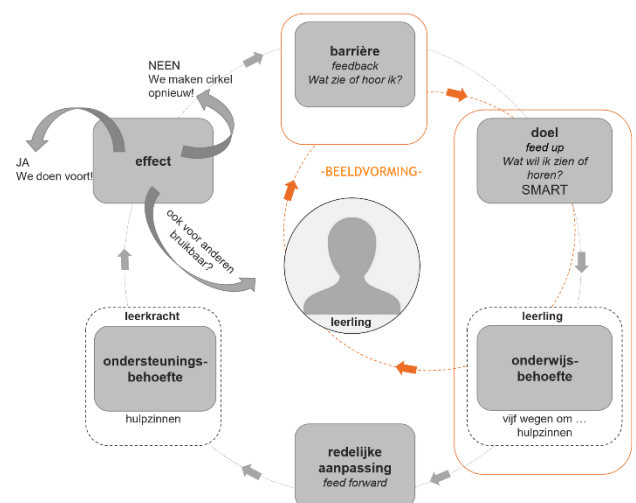 barrière
feedback
Wat zie of hoor ik?
NEEN
We maken cirkel
opnieuw!
doel
feed up
Wat wil ik zien of
horen?
SMART
effect
JA
We doen voort!
-BEELDVORMING-
ook voor anderen
bruikbaar?
leerling
leerkracht
ondersteunings-
behoefte
hulpzinnen
leerling
onderwijs-
behoefte
vijf wegen om ...
hulpzinnen
redelijke
aanpassing
feed forward